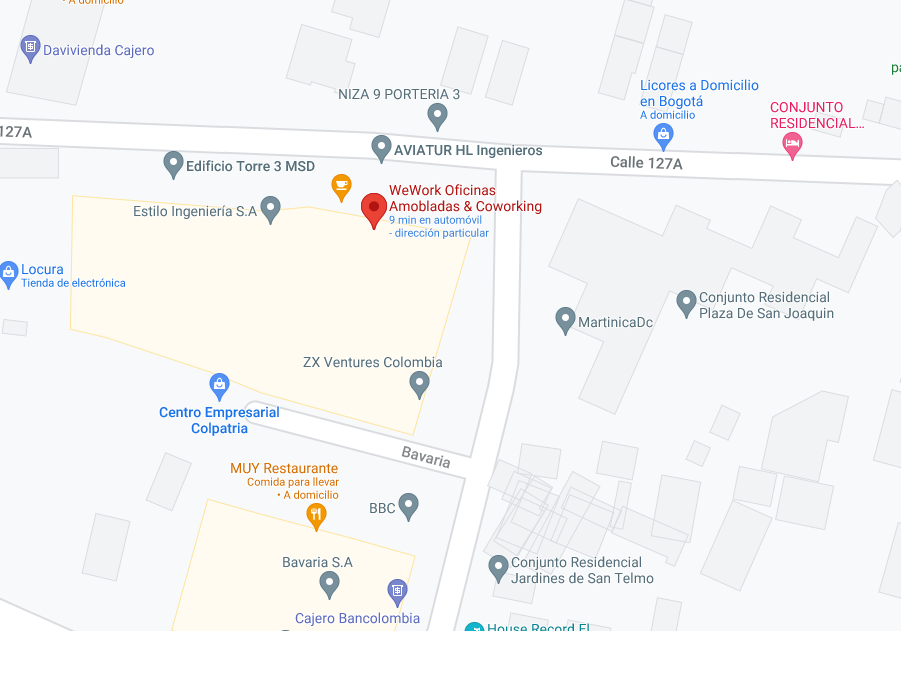 • A domicilio
Davivienda Cajero
NIZA 9 PORTERIA 3
Licores a Domicilio
en Bogotá
A domicilio
CONJUNTO
RESIDENCIAL...
127A
AVIATUR HL Ingenieros
Calle 127A
Edificio Torre 3 MSD
WeWork Oficinas
Amobladas & Coworking
9 min en automóvil
- dirección particular
Estilo Ingeniería S.A
Locura
Tienda de electrónica
Conjunto Residencial
Plaza De San Joaquin
MartinicaDc
ZX Ventures Colombia
Centro Empresarial
Colpatria
Bavaria
MUY Restaurante
Comida para llevar
• A domicilio
BBC
Bavaria S.A
Conjunto Residencial
Jardines de San Telmo
Cajero Bancolombia
House Record El